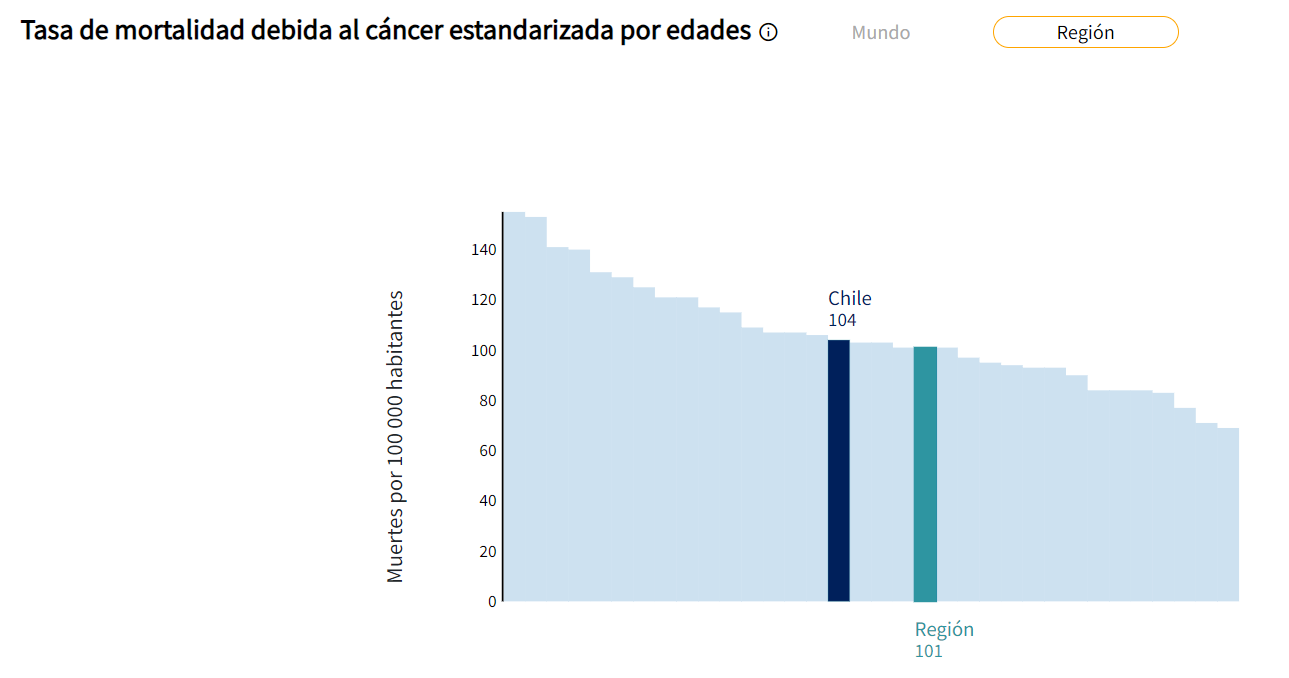 Tasa de mortalidad debida al cáncer estandarizada por edades
Mundo
Región
Muertes por 100 000 habitantes
140
120
100
80
60
40
20
0
Chile
104
Región
101